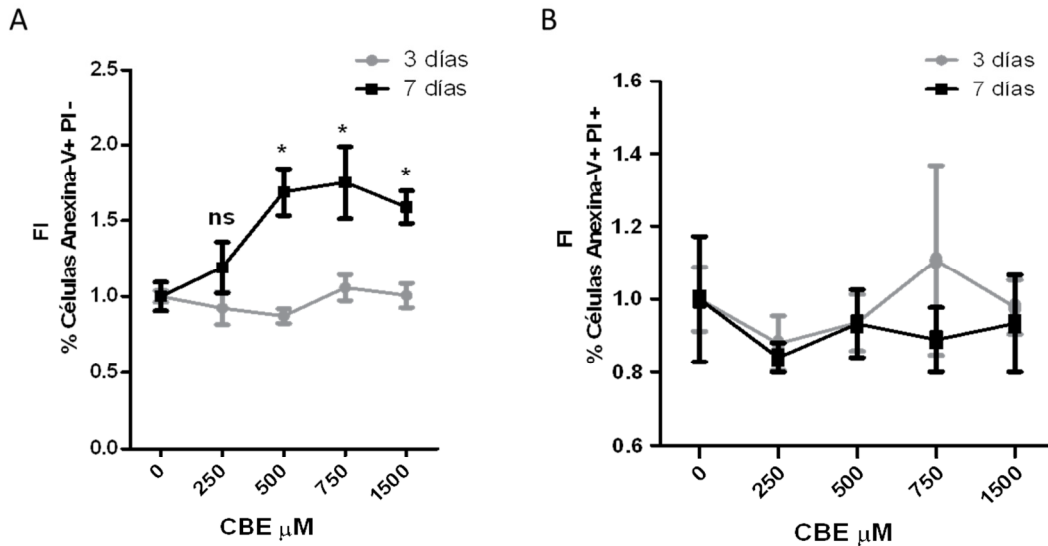 A
3 días
7 días
FI
% Células Anexina-V+ PI -
2.5
2.0
1.5
1.0
0.5
0.0
ns
*
*
*
0
250
500
750
1500
CBE µM
B
3 días
7 días
FI
% Células Anexina-V+ PI +
1.6
1.4
1.2
1.0
0.8
0.6
0
250
500
750
1500
CBE µM